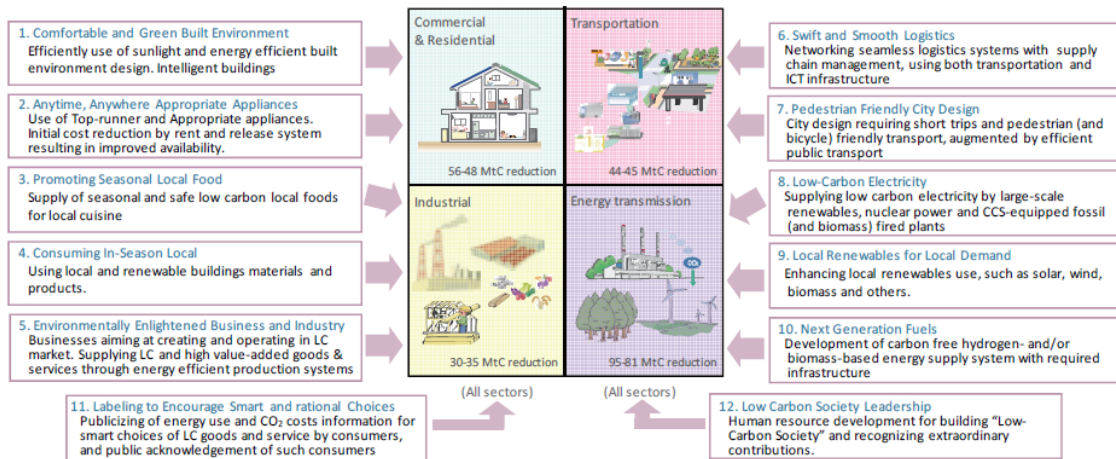 1. Comfortable and Green Built Environment
Efficiently use of sunlight and energy efficient built
environment design. Intelligent buildings
2. Anytime, Anywhere Appropriate Appliances
Use of Top-runner and Appropriate appliances.
Initial cost reduction by rent and release system
resulting in improved availability.
3. Promoting Seasonal Local Food
Supply of seasonal and safe low carbon local foods
for local cuisine
4. Consuming In-Season Local
Using local and renewable buildings materials and
products.
5. Environmentally Enlightened Business and Industry
Businesses aiming at creating and operating in LC
market. Supplying LC and high value-added goods &
services through energy efficient production systems
Commercial
& Residential
56-48 MtC reduction
Transportation
44-45 MtC reduction
Industrial
30-35 MtC reduction
Energy transmission
CO₂
95-81 MtC reduction
6. Swift and Smooth Logistics
Networking seamless logistics systems with supply
chain management, using both transportation and
ICT infrastructure
7. Pedestrian Friendly City Design
City design requiring short trips and pedestrian (and
bicycle) friendly transport, augmented by efficient
public transport
8. Low-Carbon Electricity
Supplying low carbon electricity by large-scale
renewables, nuclear power and CCS-equipped fossil
(and biomass) fired plants
9. Local Renewables for Local Demand
Enhancing local renewables use, such as solar, wind,
biomass and others.
10. Next Generation Fuels
Development of carbon free hydrogen- and/or
biomass-based energy supply system with required
infrastructure
(All sectors)
(All sectors)
11. Labeling to Encourage Smart and rational Choices
Publicizing of energy use and CO₂ costs information for
smart choices of LC goods and service by consumers,
and public acknowledgement of such consumers
12. Low Carbon Society Leadership
Human resource development for building "Low-
Carbon Society" and recognizing extraordinary
contributions.